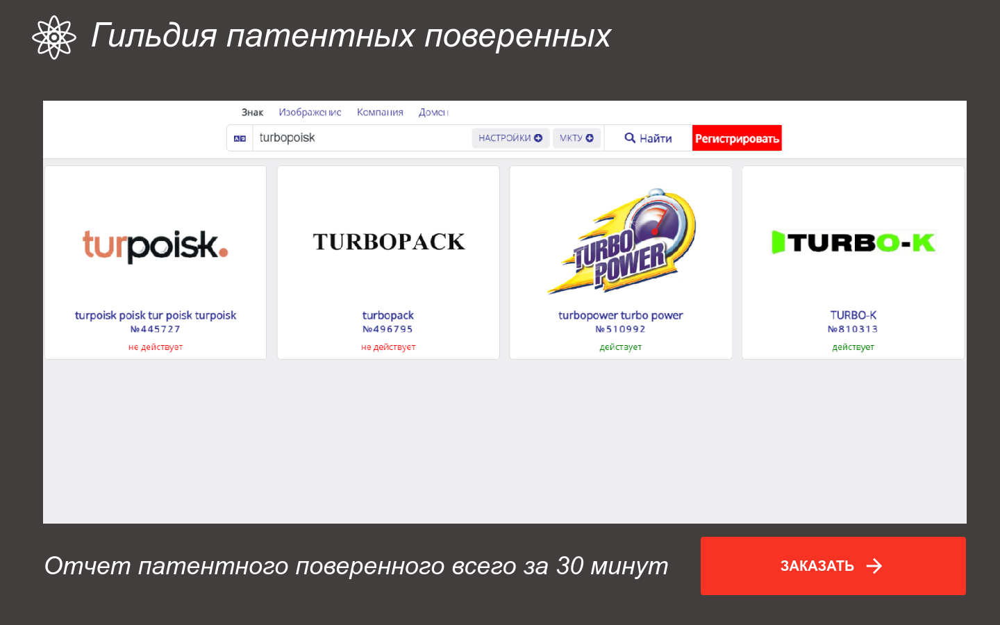 Гильдия патентных поверенных
Знак Изображение Компания Домен
turbopoisk НАСТРОЙКИ МКТУ Найти Регистрировать
turpoisk.
TURBOPACK
TURBO
POWER
TURBO-K
turpoisk poisk tur poisk turpoisk
№445727
не действует
turbopack
№496795
не действует
turbopower turbo power
№510992
действует
TURBO-K
№810313
действует
Отчет патентного поверенного всего за 30 минут
ЗАКАЗАТЬ